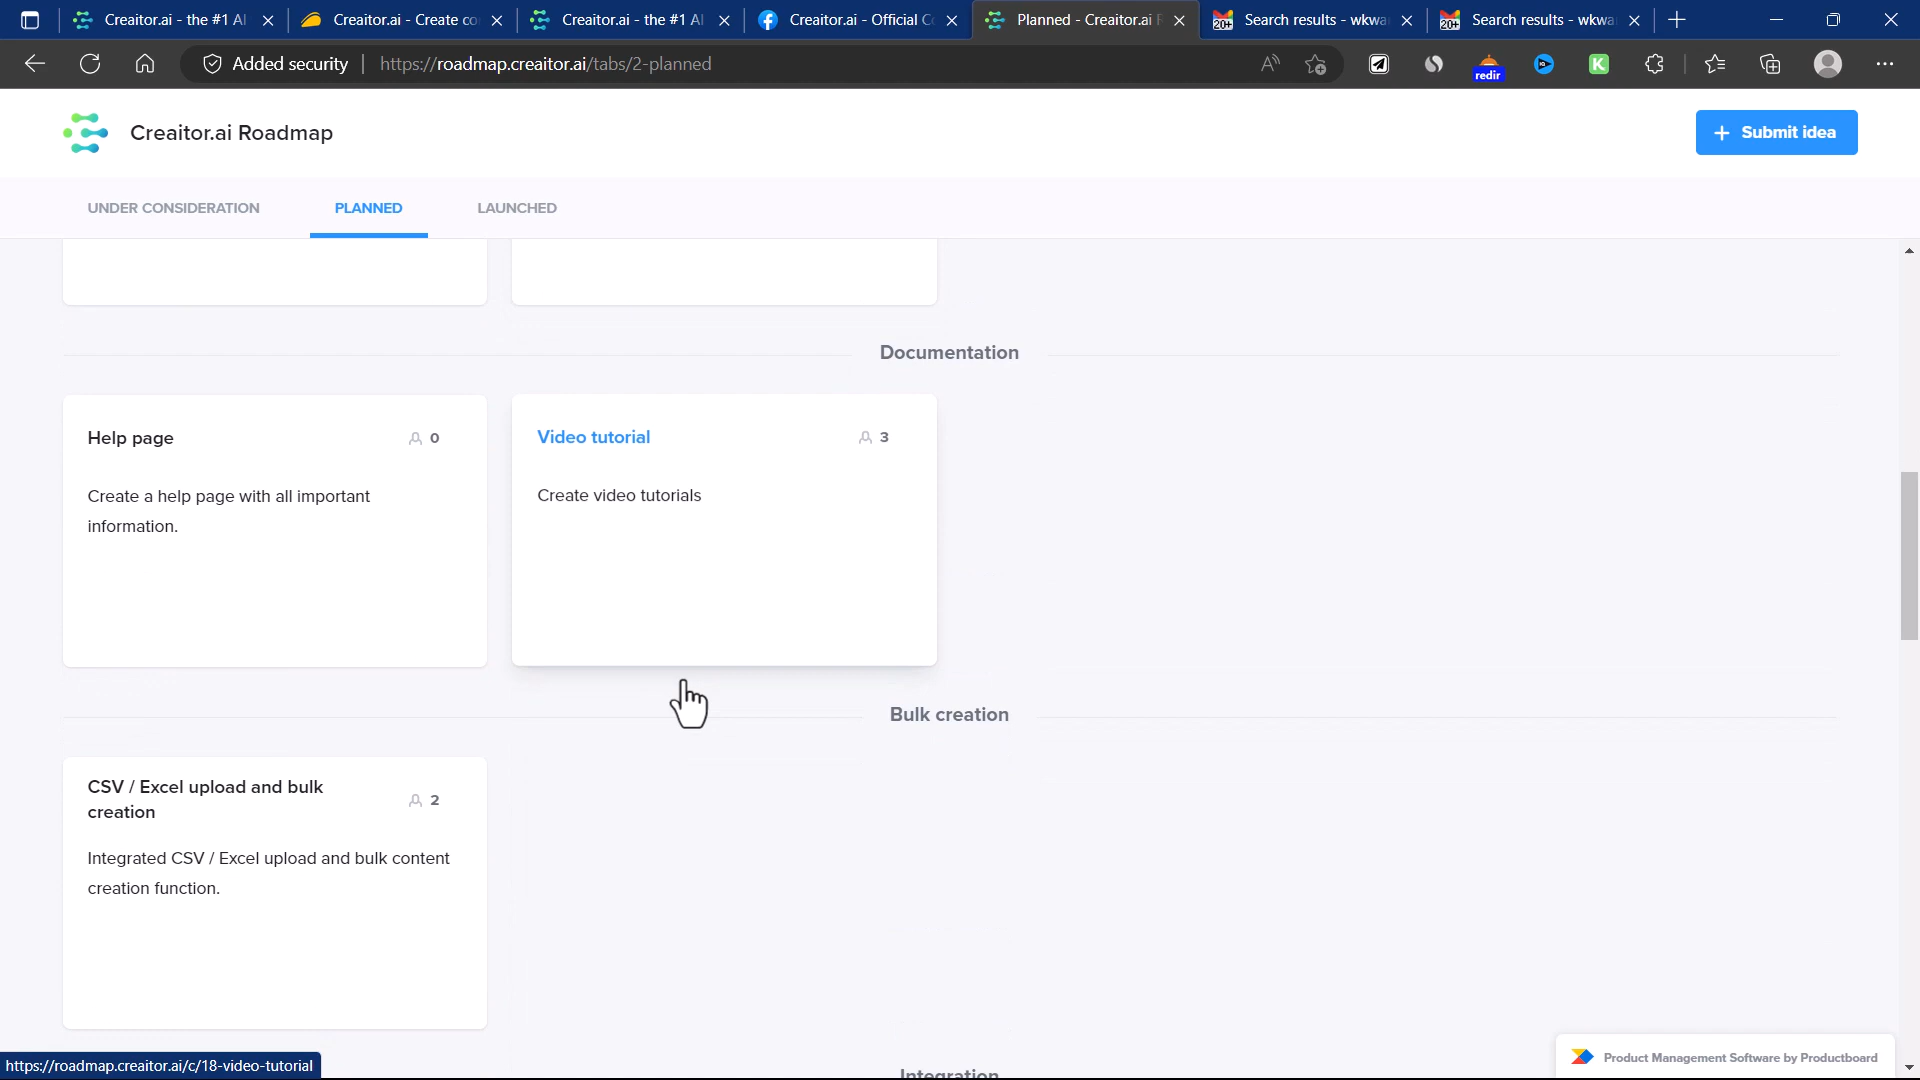 Creaitor.ai - the #1 AI
Creaitor.ai - Create co
Creaitor.ai - the #1 AI
Creaitor.ai - Official C
Planned - Creaitor.ai R
20+
Search results - wkwa
20+
Search results - wkwa
Added security
https://roadmap.creaitor.ai/tabs/2-planned
redir
K
Creaitor.ai Roadmap
+ Submit idea
UNDER CONSIDERATION
PLANNED
LAUNCHED
Documentation
Help page
0
Create a help page with all important
information.
Video tutorial
3
Create video tutorials
Bulk creation
CSV / Excel upload and bulk
creation
2
Integrated CSV / Excel upload and bulk content
creation function.
Integration
Product Management Software by Productboard
https://roadmap.creaitor.ai/c/18-video-tutorial